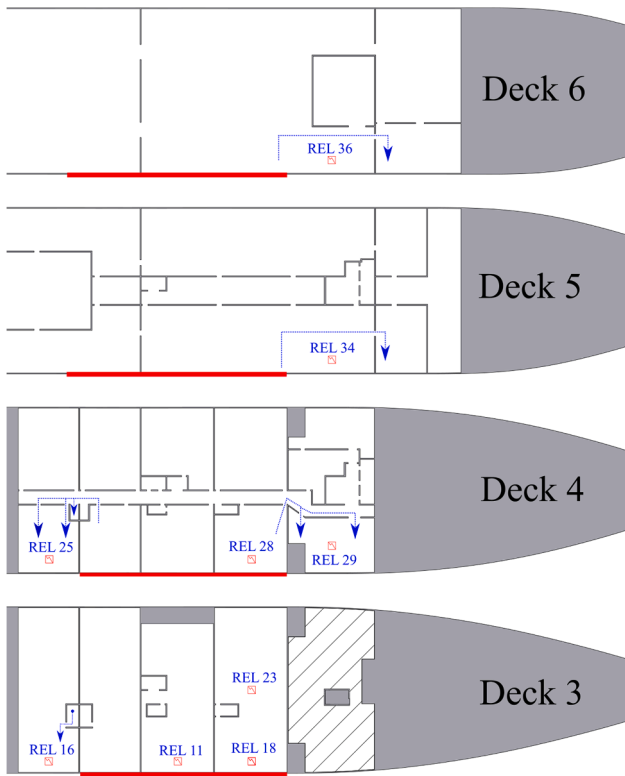 Deck 6
REL 36
Deck 5
REL 34
Deck 4
REL 25
REL 28
REL 29
Deck 3
REL 23
REL 16
REL 11
REL 18